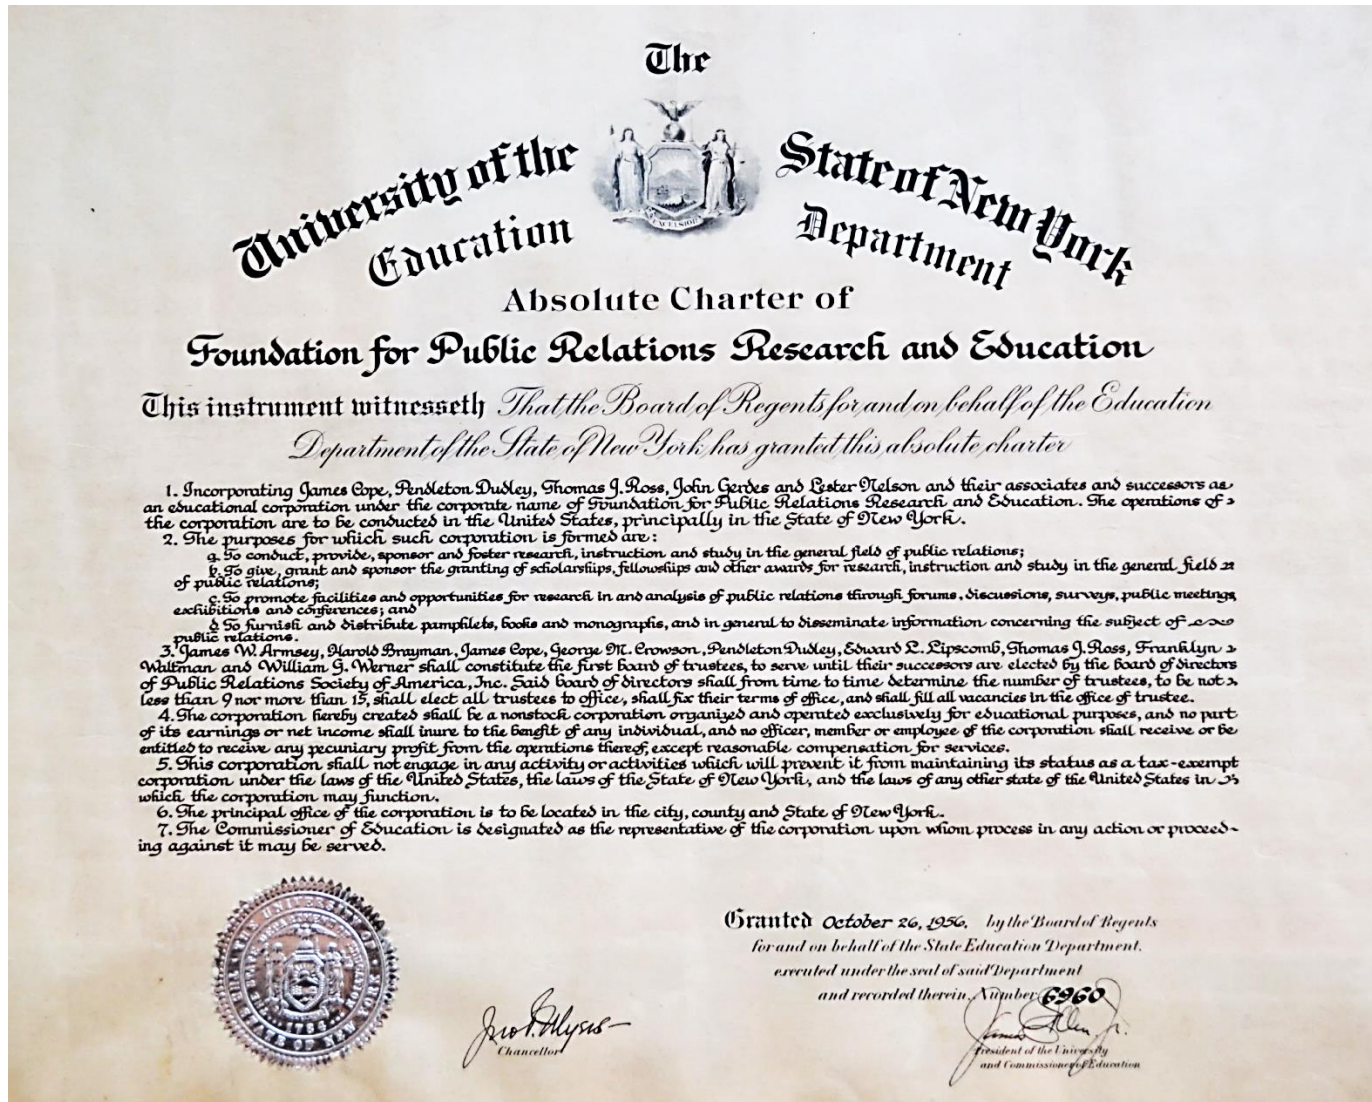 The
University of the State of New York
Education Department
EXCELSIOR
Absolute Charter of
Foundation for Public Relations Research and Education
This instrument witnesseth That the Board of Regents for and on behalf of the Education
Department of the State of New York has granted this absolute charter
1. Incorporating James Cope, Pendleton Dudley, Thomas J. Ross, John Gerdes and Lester Nelson and their associates and successors as
an educational corporation under the corporate name of Foundation for Public Relations Research and Education. The operations of
the corporation are to be conducted in the United States, principally in the State of New York.
2. The purposes for which such corporation is formed are:
a. To conduct, provide, sponsor and foster research, instruction and study in the general field of public relations;
b. To give, grant and sponsor the granting of scholarships, fellowships and other awards for research, instruction and study in the general field
of public relations;
c. To promote facilities and opportunities for research in and analysis of public relations through forums, discussions, surveys, public meetings,
exhibitions and conferences; and
d. To furnish and distribute pamphlets, books and monographs, and in general to disseminate information concerning the subject of
public relations.
3. James W. Armsey, Harold Brayman, James Cope, George M. Crowson, Pendleton Dudley, Edward L. Lipscomb, Thomas J. Ross, Franklyn
Waltman and William G. Werner shall constitute the first board of trustees, to serve until their successors are elected by the board of directors
of Public Relations Society of America, Inc. Said board of directors shall from time to time determine the number of trustees, to be not
less than 9 nor more than 15, shall elect all trustees to office, shall fix their terms of office, and shall fill all vacancies in the office of trustee.
4. The corporation hereby created shall be a nonstock corporation organized and operated exclusively for educational purposes, and no part
of its earnings or net income shall inure to the benefit of any individual, and no officer, member or employee of the corporation shall receive or be
entitled to receive any pecuniary profit from the operations thereof, except reasonable compensation for services.
5. This corporation shall not engage in any activity or activities which will prevent it from maintaining its status as a tax-exempt
corporation under the laws of the United States, the laws of the State of New York, and the laws of any other state of the United States in
which the corporation may function.
6. The principal office of the corporation is to be located in the city, county and State of New York.
7. The Commissioner of Education is designated as the representative of the corporation upon whom process in any action or proceed-
ing against it may be served.
Granted October 26, 1956, by the Board of Regents
for and on behalf of the State Education Department,
executed under the seal of said Department
and recorded therein. Number 6960
Chancellor
James Allen Jr.
President of the University
and Commissioner of Education
THE UNIVERSITY OF THE STATE OF NEW YORK
1784